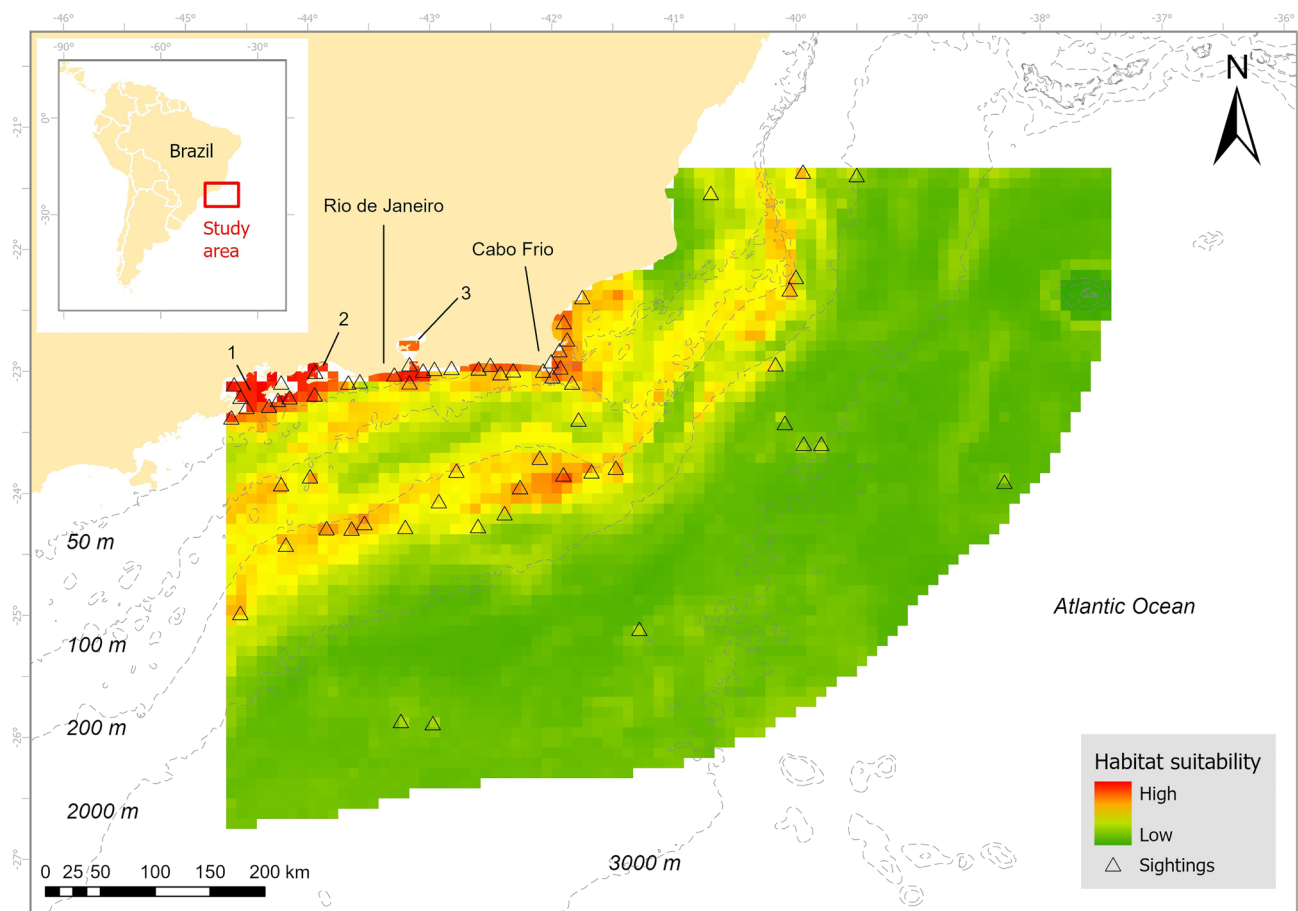 -46° -45° -44° -43° -42° -41° -40° -39° -38° -37° -36°
-90° -60° -30°
0°
-30°
Brazil
Study
area
N
-21°
-22°
-23°
-24°
-25°
-26°
-27°
Rio de Janeiro
Cabo Frio
1
2
3
50 m
100 m
200 m
2000 m
3000 m
Atlantic Ocean
Habitat suitability
High
Low
Sightings
0 25 50 100 150 200 km